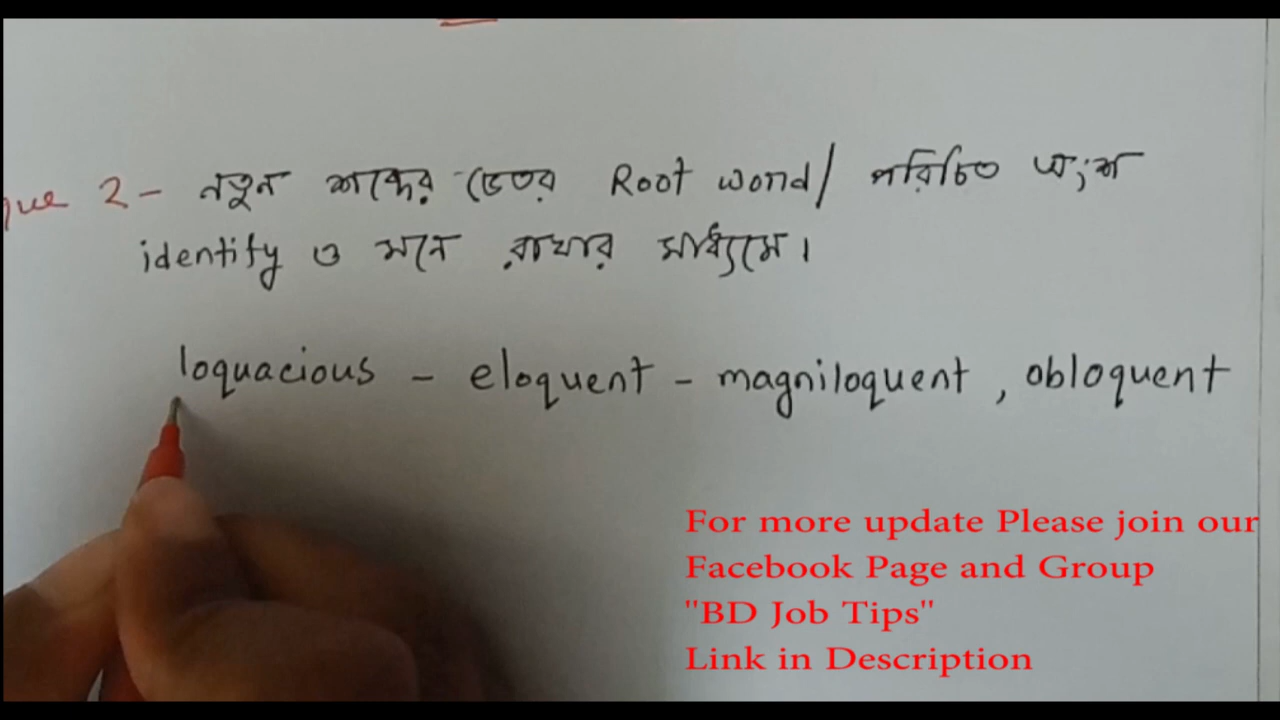 que 2 - নতুন শব্দের ভেতর Root word / পরিচিত অংশ
identify ও মনে রাখার মাধ্যমে।
loquacious - eloquent - magniloquent , obloquent
For more update Please join our
Facebook Page and Group
"BD Job Tips"
Link in Description